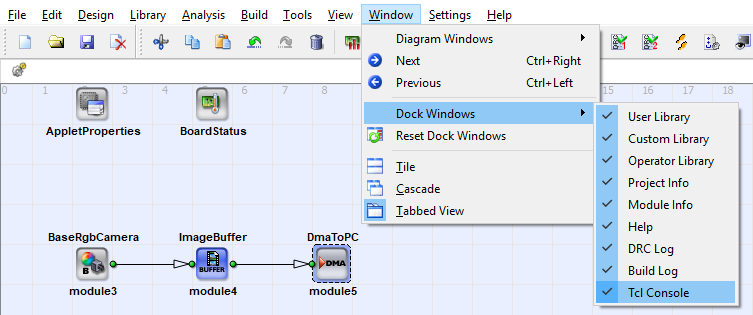 File Edit Design Library Analysis Build Tools View Window Settings Help
Diagram Windows
Next Ctrl+Right
Previous Ctrl+Left
Dock Windows
Reset Dock Windows
Tile
Cascade
Tabbed View
User Library
Custom Library
Operator Library
Project Info
Module Info
Help
DRC Log
Build Log
Tcl Console
0 1 2 3 4 5 6 7 8 15 16 17 18
AppletProperties BoardStatus
BaseRgbCamera ImageBuffer DmaToPC
B BUFFER DMA
module3 module4 module5